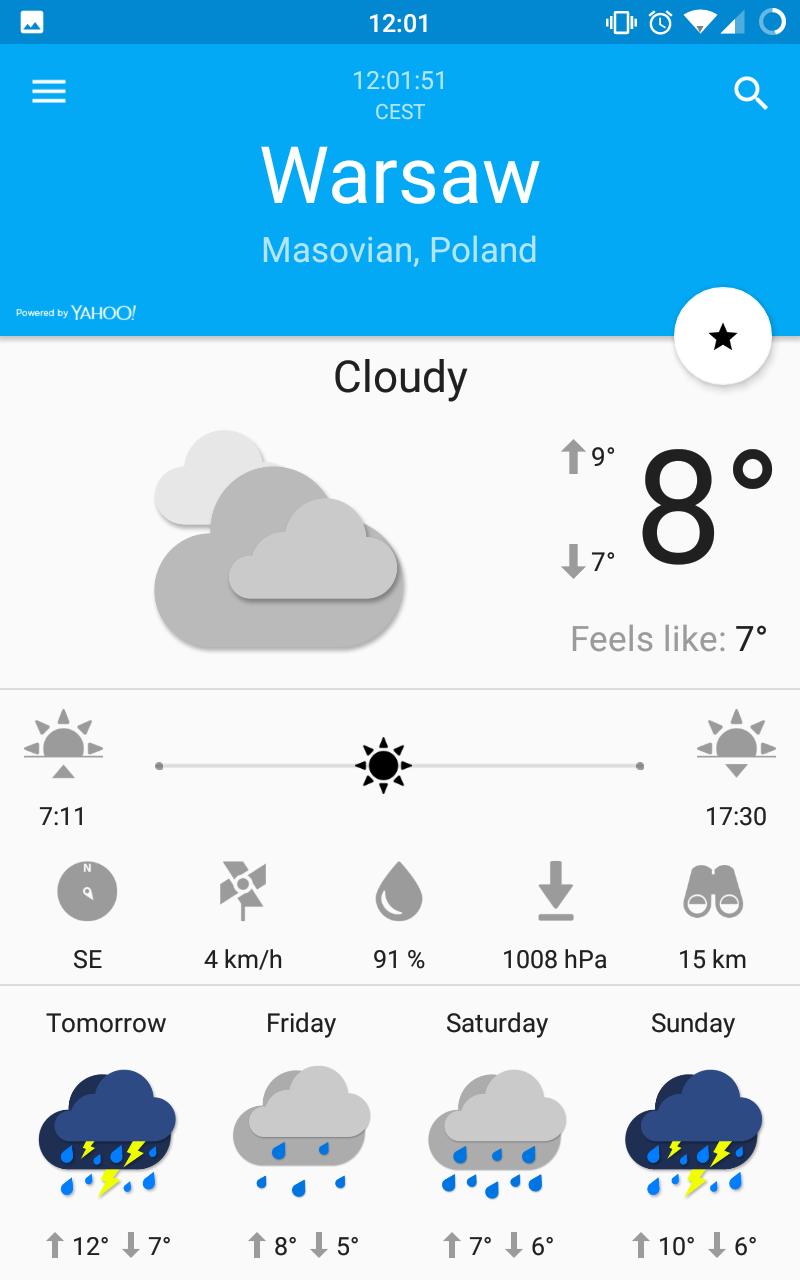 12:01
12:01:51
CEST
Warsaw
Masovian, Poland
Powered by YAHOO!
Cloudy
9°
8°
7°
Feels like: 7°
7:11
17:30
N
SE 4 km/h 91 % 1008 hPa 15 km
Tomorrow Friday Saturday Sunday
12° 7° 8° 5° 7° 6° 10° 6°